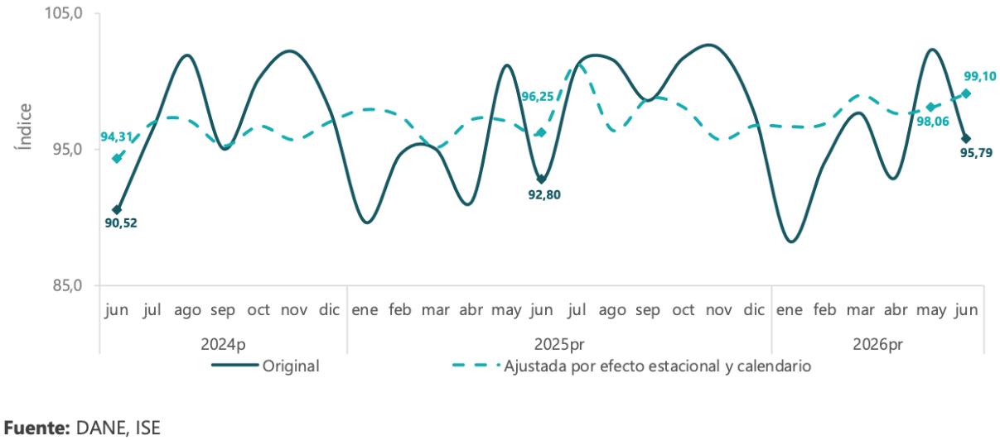 105,0
95,0
85,0
Índice
94,31
90,52
96,25
92,80
98,06
99,10
95,79
jun jul ago sep oct nov dic ene feb mar abr may jun jul ago sep oct nov dic ene feb mar abr may jun
2024p 2025pr 2026pr
Original Ajustada por efecto estacional y calendario
Fuente: DANE, ISE